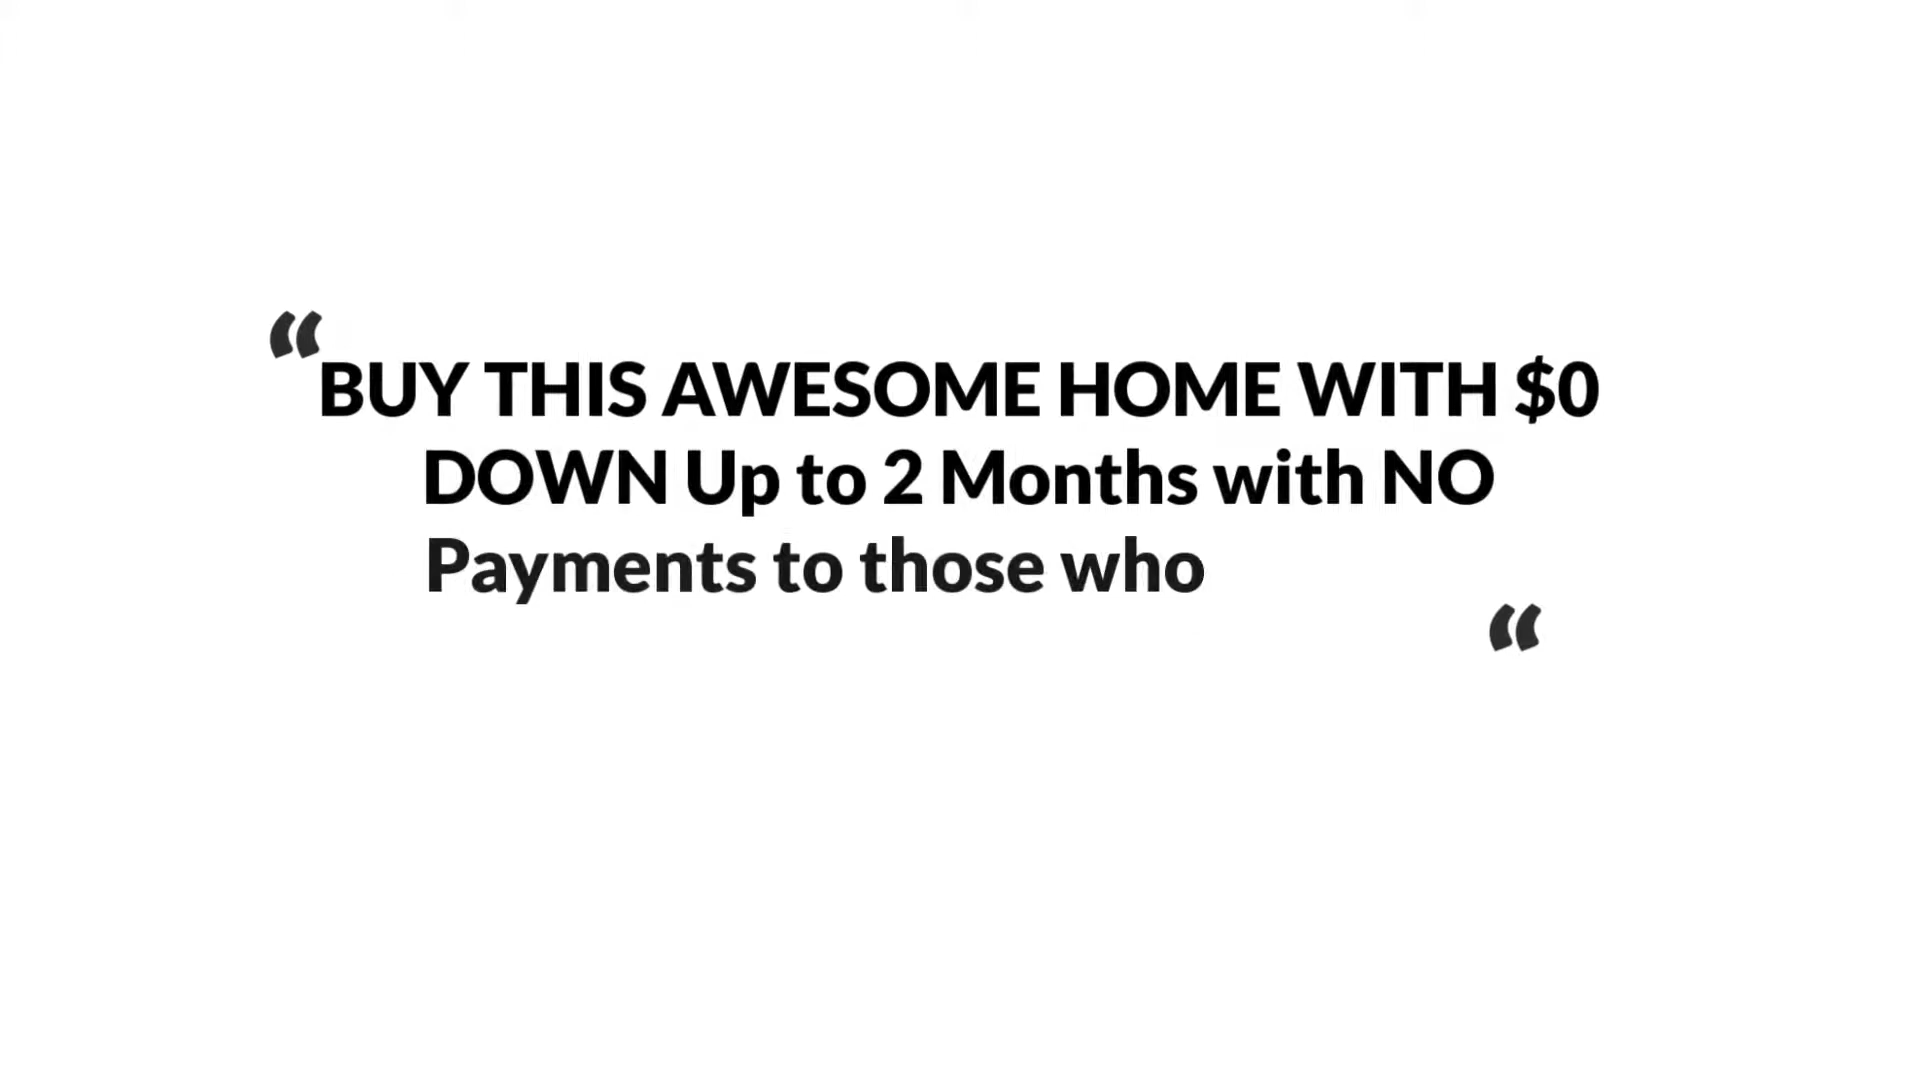 “BUY THIS AWESOME HOME WITH $0
DOWN Up to 2 Months with NO
Payments to those who
“